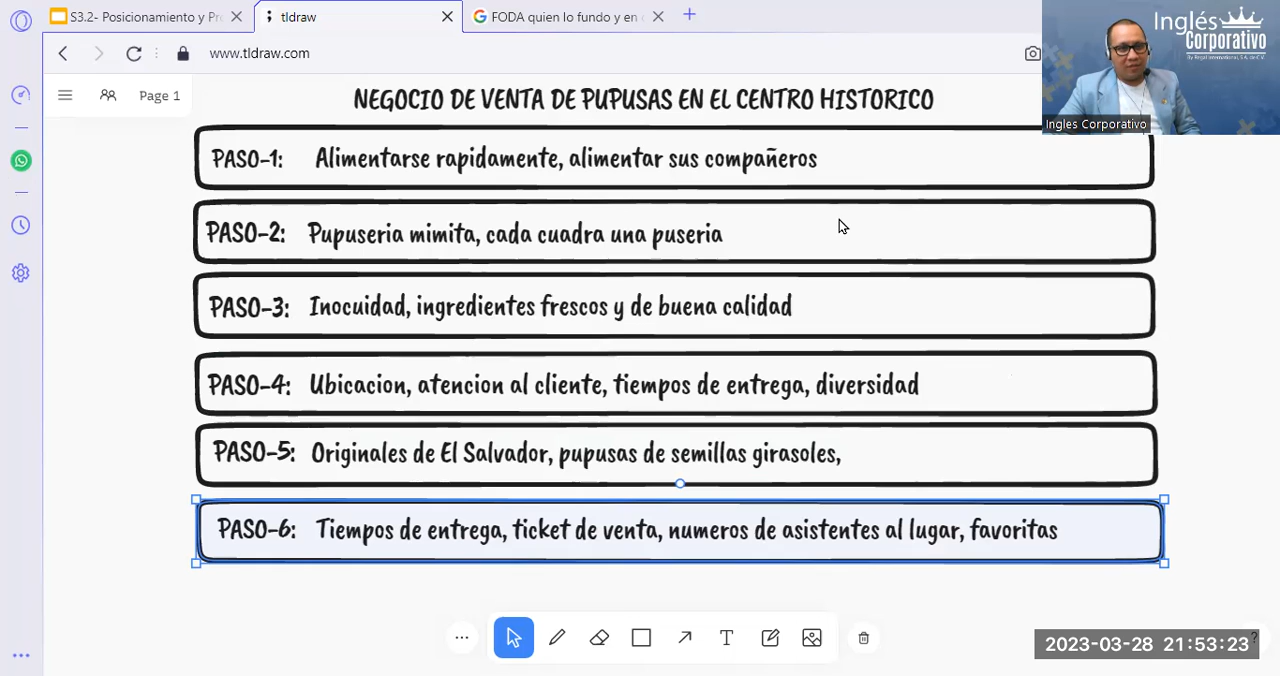 S3.2- Posicionamiento y Pr
tldraw
FODA quien lo fundo y en
www.tldraw.com
Inglés
Corporativo
By Regal International, S.A. de C.V.
Ingles Corporativo
Page 1
NEGOCIO DE VENTA DE PUPUSAS EN EL CENTRO HISTORICO
PASO-1: Alimentarse rapidamente, alimentar sus compañeros
PASO-2: Pupuseria mimita, cada cuadra una puseria
PASO-3: Inocuidad, ingredientes frescos y de buena calidad
PASO-4: Ubicacion, atencion al cliente, tiempos de entrega, diversidad
PASO-5: Originales de El Salvador, pupusas de semillas girasoles,
PASO-6: Tiempos de entrega, ticket de venta, numeros de asistentes al lugar, favoritas
2023-03-28 21:53:23
?